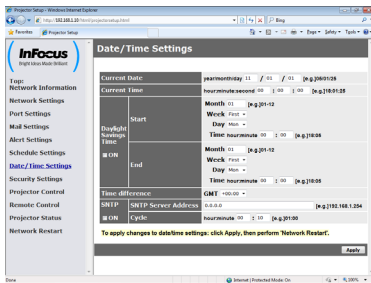 Projector Setup - Windows Internet Explorer
http://192.168.1.10/html/projectorsetup.html
Bing
Favorites Projector Setup
Page Safety Tools
InFocus
Bright Ideas Made Brilliant
Top:
Network Information
Network Settings
Port Settings
Mail Settings
Alert Settings
Schedule Settings
Date/Time Settings
Security Settings
Projector Control
Remote Control
Projector Status
Network Restart
Date/Time Settings
Current Date year/month/day 11 / 01 / 01 [e.g.]05/01/25
Current Time hour:minute:second 00 : 00 : 00 [e.g.]18:01:25
Daylight Savings Time
ON
Start
Month 01 [e.g.]01-12
Week First
Day Mon
Time hour:minute 00 : 00 [e.g.]18:05
End
Month 01 [e.g.]01-12
Week First
Day Mon
Time hour:minute 00 : 00 [e.g.]18:05
Time difference GMT +00:00
SNTP
ON
SNTP Server Address 0.0.0.0 [e.g.]192.168.1.254
Cycle hour:minute 00 : 10 [e.g.]01:00
To apply changes to date/time settings: click Apply, then perform 'Network Restart'.
Apply
Done
Internet | Protected Mode: On
100%